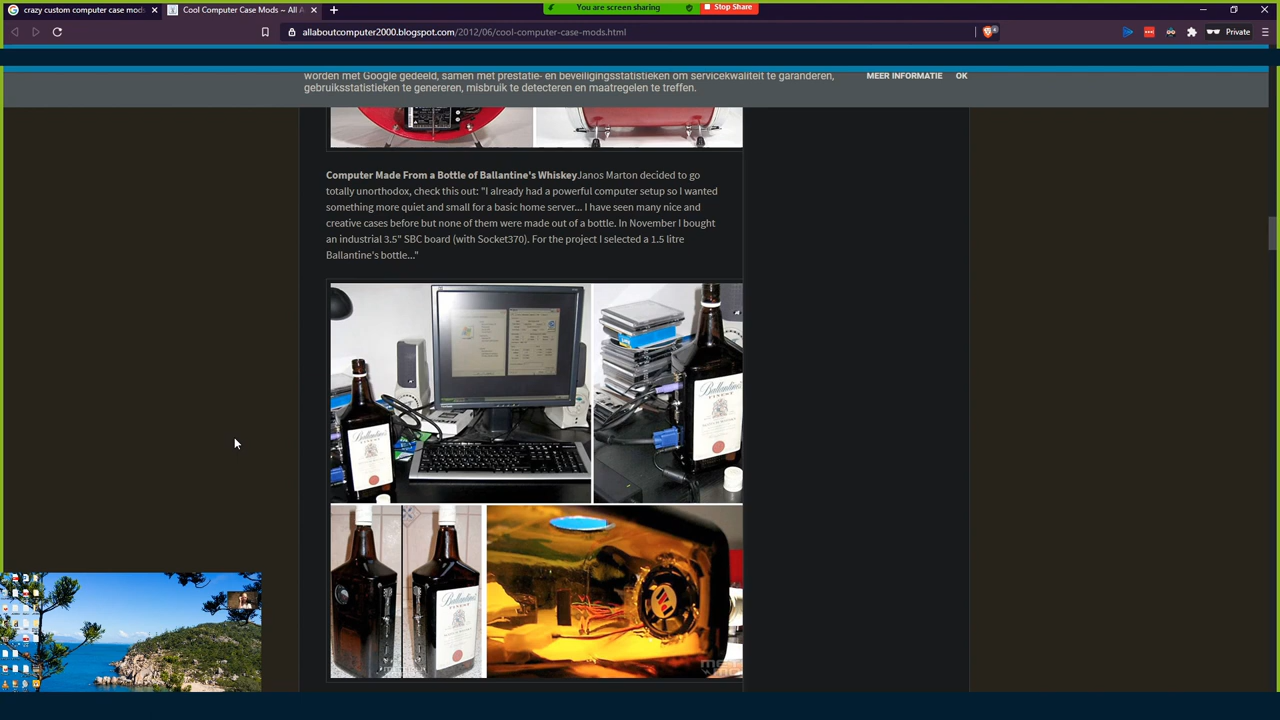 You are screen sharing
Stop Share
crazy custom computer case mods
Cool Computer Case Mods ~ All A
allaboutcomputer2000.blogspot.com/2012/06/cool-computer-case-mods.html
Private
worden met Google gedeeld, samen met prestatie- en beveiligingsstatistieken om servicekwaliteit te garanderen,
gebruiksstatistieken te genereren, misbruik te detecteren en maatregelen te treffen.
MEER INFORMATIE OK
Computer Made From a Bottle of Ballantine's WhiskeyJanos Marton decided to go
totally unorthodox, check this out: "I already had a powerful computer setup so I wanted
something more quiet and small for a basic home server... I have seen many nice and
creative cases before but none of them were made out of a bottle. In November I bought
an industrial 3.5" SBC board (with Socket370). For the project I selected a 1.5 litre
Ballantine's bottle..."
Ballantine's
Ballantine's
Ballantine's